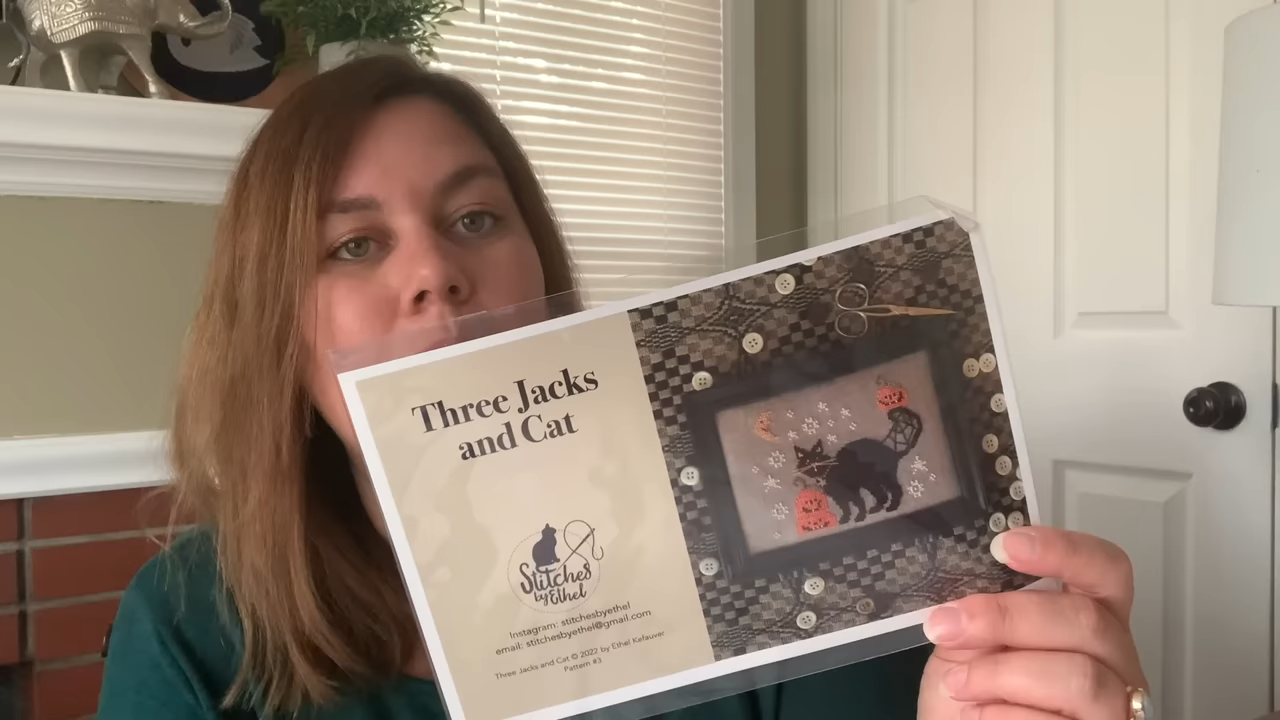 Three Jacks
and Cat
Stitches
by Ethel
Instagram: stitchesbyethel
email: stitchesbyethel@gmail.com
Three Jacks and Cat © 2022 by Ethel Kefauver
Pattern #3